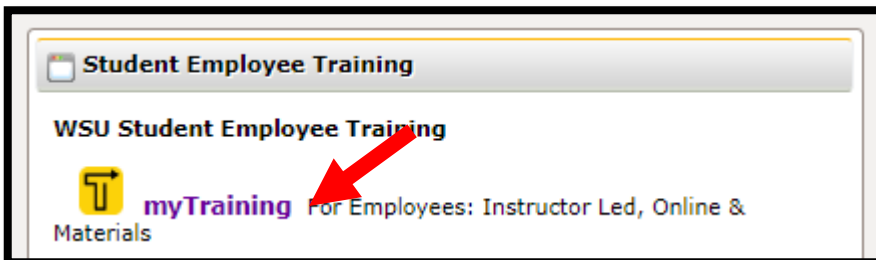 Student Employee Training
WSU Student Employee Training
myTraining For Employees: Instructor Led, Online &
Materials